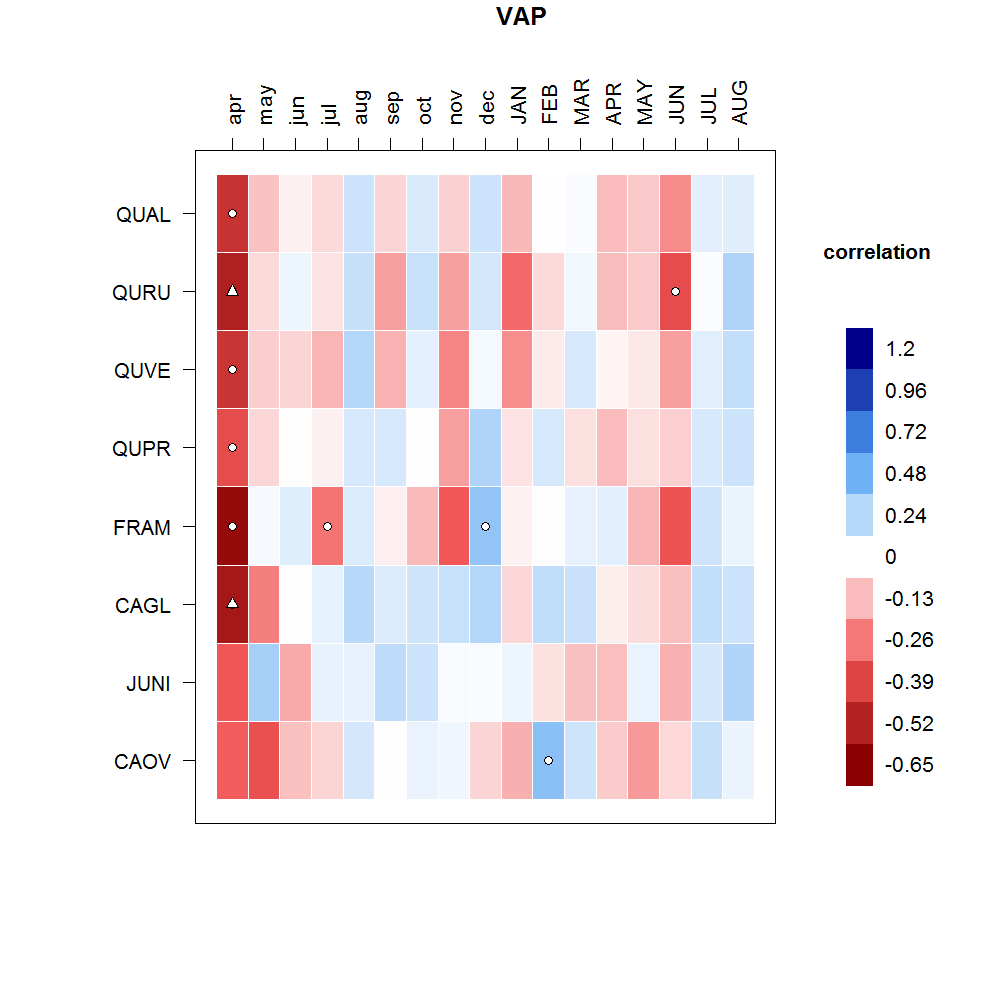 VAP
apr may jun jul aug sep oct nov dec JAN FEB MAR APR MAY JUN JUL AUG
QUAL
QURU
QUVE
QUPR
FRAM
CAGL
JUNI
CAOV
correlation
1.2
0.96
0.72
0.48
0.24
0
-0.13
-0.26
-0.39
-0.52
-0.65